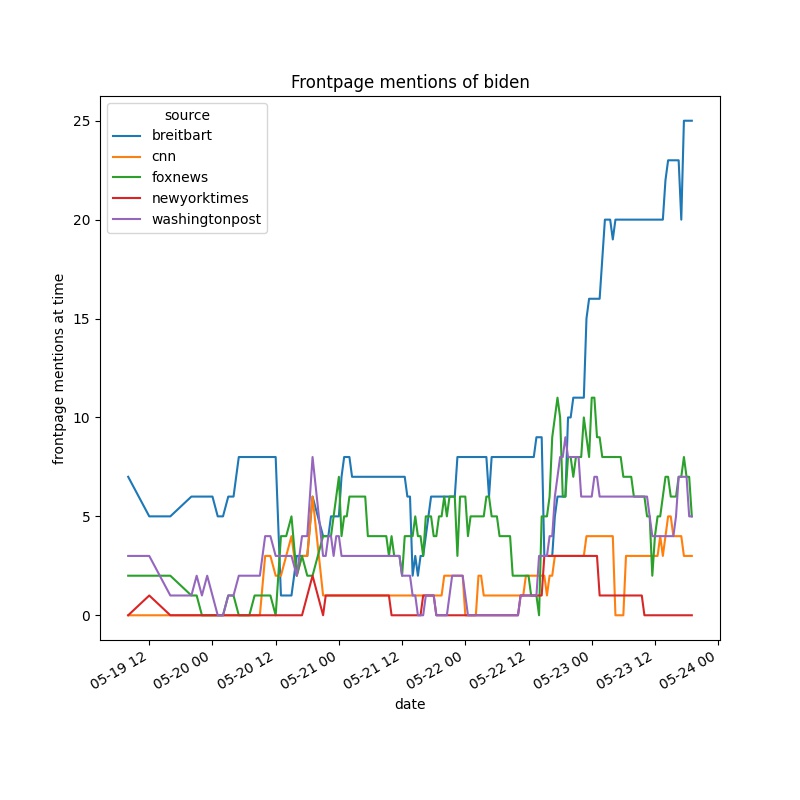 Frontpage mentions of biden
source
breitbart
cnn
foxnews
newyorktimes
washingtonpost
frontpage mentions at time
25
20
15
10
5
0
05-19 12
05-20 00
05-20 12
05-21 00
05-21 12
05-22 00
05-22 12
05-23 00
05-23 12
05-24 00
date